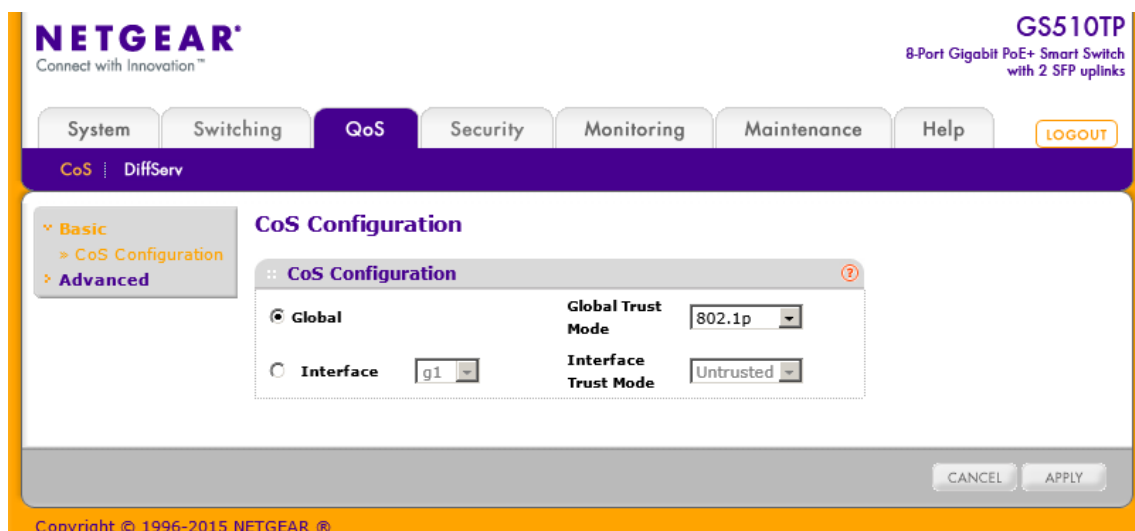 NETGEAR®
Connect with Innovation™
GS510TP
8-Port Gigabit PoE+ Smart Switch
with 2 SFP uplinks
System Switching QoS Security Monitoring Maintenance Help LOGOUT
CoS DiffServ
Basic
» CoS Configuration
Advanced
CoS Configuration
CoS Configuration ?
Global Global Trust Mode 802.1p
Interface g1 Interface Trust Mode Untrusted
CANCEL APPLY
Copyright © 1996-2015 NETGEAR ®